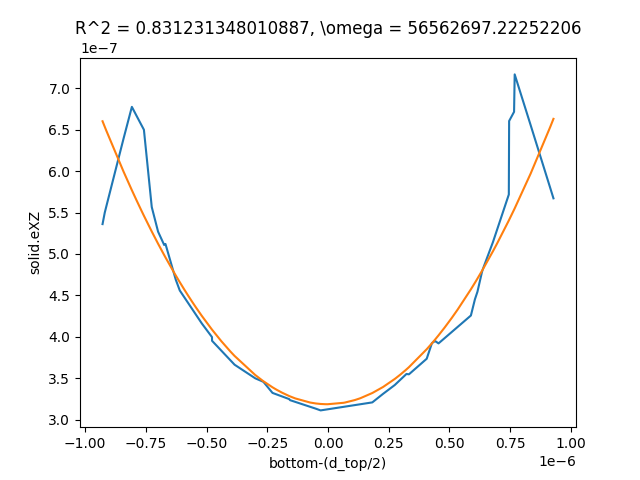 R^2 = 0.831231348010887, \omega = 56562697.22252206
1e−7
7.0
6.5
6.0
5.5
5.0
4.5
4.0
3.5
3.0
solid.eXZ
−1.00 −0.75 −0.50 −0.25 0.00 0.25 0.50 0.75 1.00
bottom-(d_top/2)
1e−6